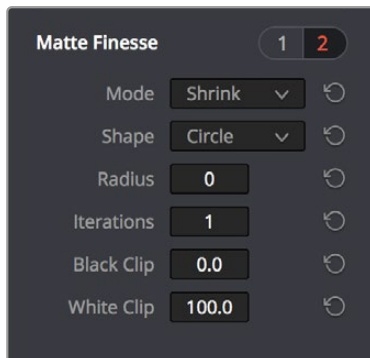 Matte Finesse 1 2
Mode Shrink
Shape Circle
Radius 0
Iterations 1
Black Clip 0.0
White Clip 100.0